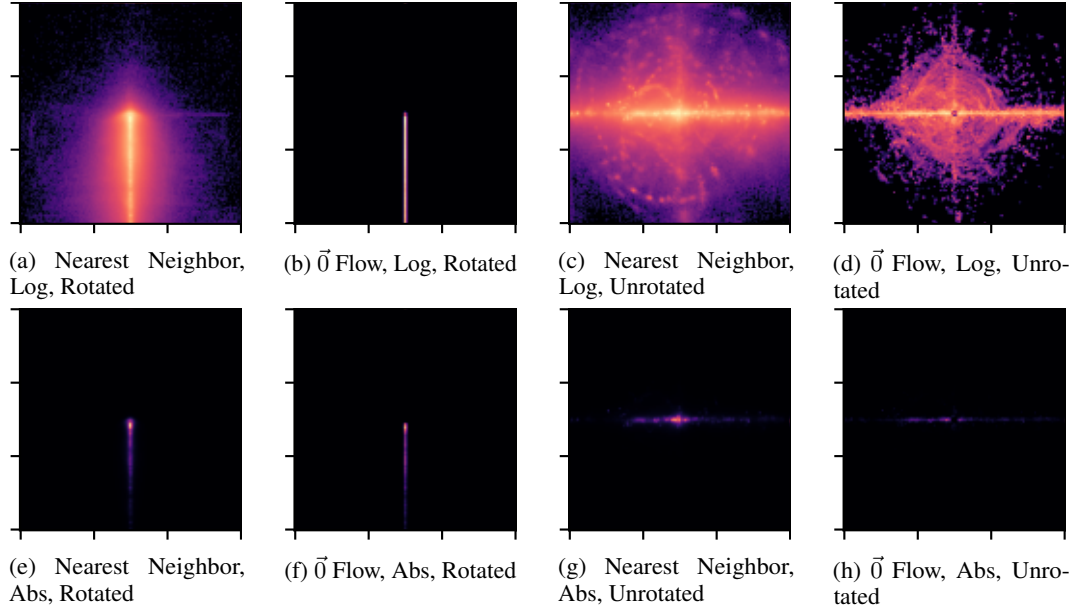 (a) Nearest Neighbor,
Log, Rotated
(b) 0⃗ Flow, Log, Rotated
(c) Nearest Neighbor,
Log, Unrotated
(d) 0⃗ Flow, Log, Unro-
tated
(e) Nearest Neighbor,
Abs, Rotated
(f) 0⃗ Flow, Abs, Rotated
(g) Nearest Neighbor,
Abs, Unrotated
(h) 0⃗ Flow, Abs, Unro-
tated